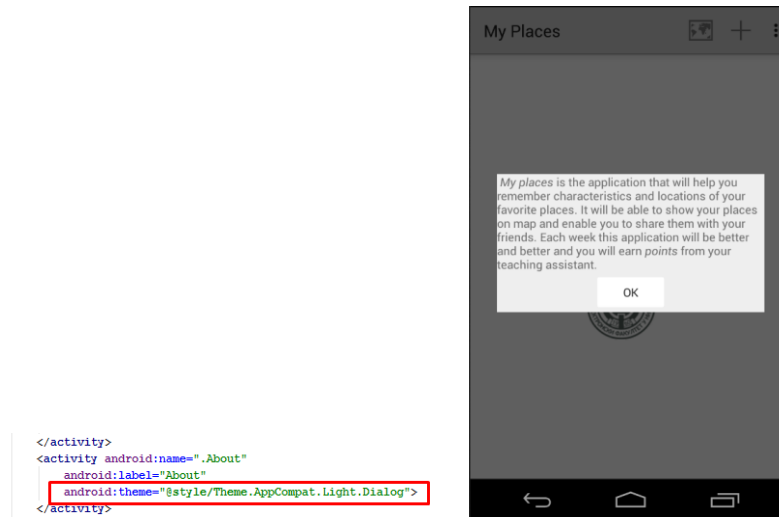 </activity>
<activity android:name=".About"
android:label="About"
android:theme="@style/Theme.AppCompat.Light.Dialog">
</activity>
My Places
My places is the application that will help you
remember characteristics and locations of your
favorite places. It will be able to show your places
on map and enable you to share them with your
friends. Each week this application will be better
and better and you will earn points from your
teaching assistant.
OK